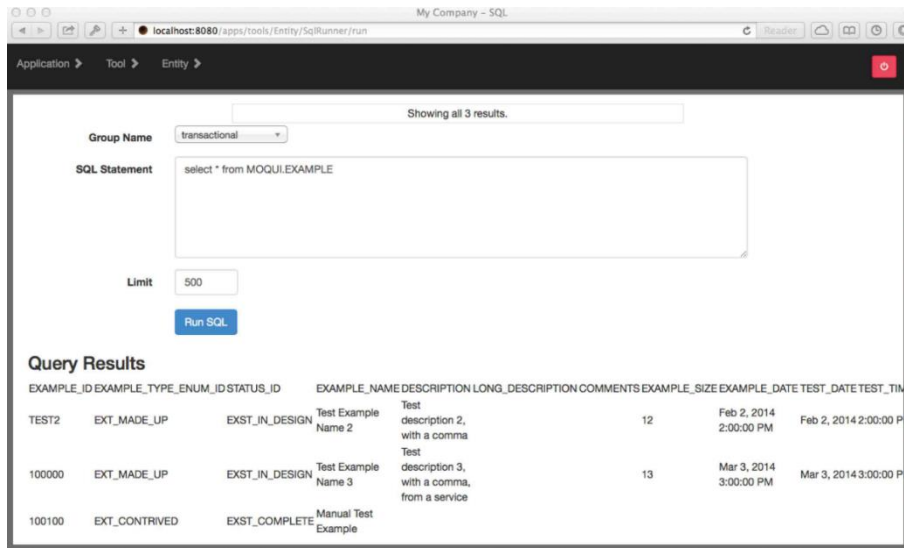 My Company – SQL
localhost:8080/apps/tools/Entity/SqlRunner/run
Reader
Application Tool Entity
Showing all 3 results.
Group Name transactional
SQL Statement select * from MOQUI.EXAMPLE
Limit 500
Run SQL
Query Results
EXAMPLE_ID EXAMPLE_TYPE_ENUM_ID STATUS_ID EXAMPLE_NAME DESCRIPTION LONG_DESCRIPTION COMMENTS EXAMPLE_SIZE EXAMPLE_DATE TEST_DATE TEST_TIM
TEST2 EXT_MADE_UP EXST_IN_DESIGN Test Example Name 2 Test description 2, with a comma 12 Feb 2, 2014 2:00:00 PM Feb 2, 2014 2:00:00 P
100000 EXT_MADE_UP EXST_IN_DESIGN Test Example Name 3 Test description 3, with a comma, from a service 13 Mar 3, 2014 3:00:00 PM Mar 3, 2014 3:00:00 P
100100 EXT_CONTRIVED EXST_COMPLETE Manual Test Example